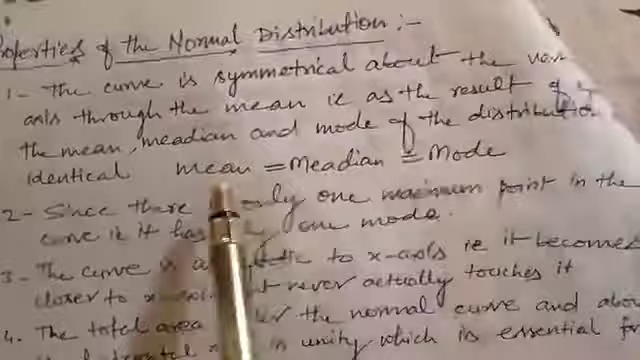 Properties of the Normal Distribution :-
1- The curve is symmetrical about the
axis through the mean ie as the result of
the mean, meadian and mode of the distribution
identical mean = Meadian = Mode
2- Since there only one maximum point in the
curve ie it has one mode.
3- The curve is to x-axis ie it becomes
closer to never actually touches it
4. The total area the normal curve and
in unity which is essential